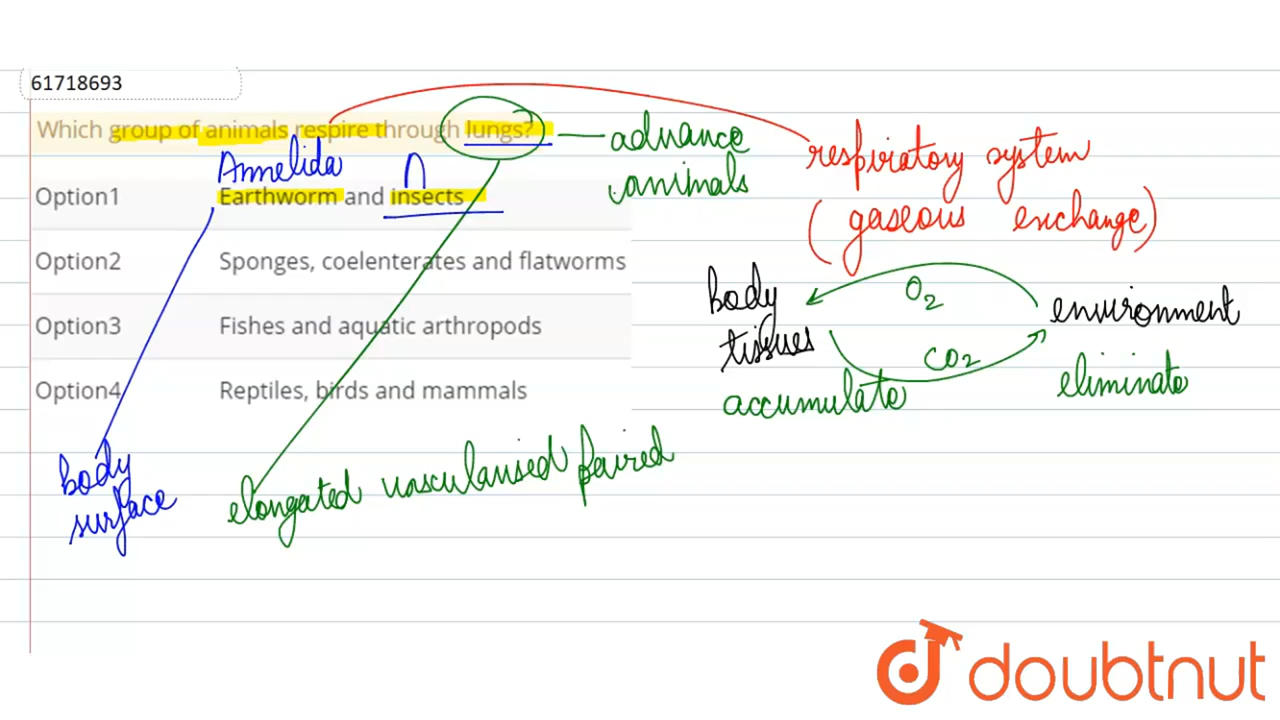 61718693
Which group of animals respire through lungs?
advance
animals
respiratory system
(gaseous exchange)
Annelida
Option1 Earthworm and insects
Option2 Sponges, coelenterates and flatworms
Option3 Fishes and aquatic arthropods
Option4 Reptiles, birds and mammals
body
tissues
O2
environment
CO2
accumulate
eliminate
body
surface
elongated vascularised paired
doubtnut